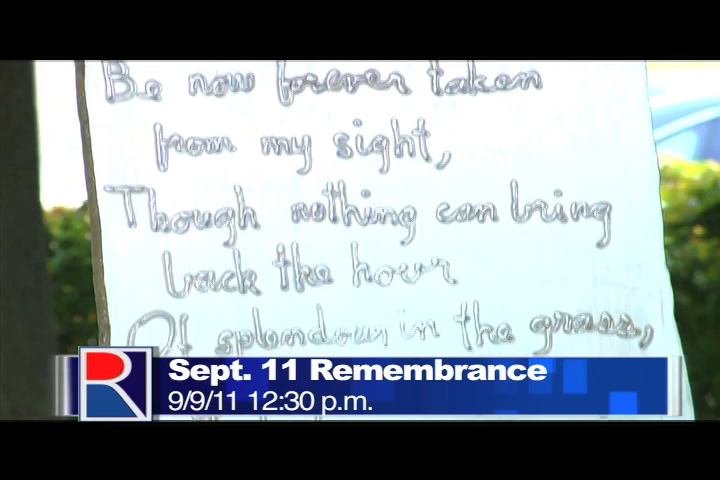 Be now forever taken
from my sight,
Though nothing can bring
back the hour
Of splendour in the grass,
R
Sept. 11 Remembrance
9/9/11 12:30 p.m.